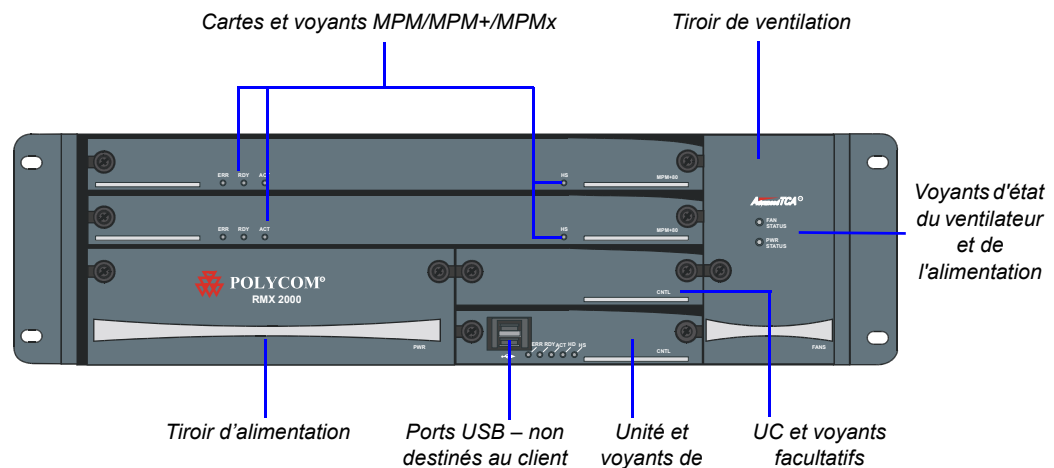 Cartes et voyants MPM/MPM+/MPMx
Tiroir de ventilation
ERR RDY ACT HS MPM+80
ERR RDY ACT HS MPM+80
AdvancedTCA®
FAN
STATUS
PWR
STATUS
Voyants d'état
du ventilateur
et de
l'alimentation
POLYCOM®
RMX 2000
CNTL
PWR
ERR RDY ACT HD HS
CNTL
FANS
Tiroir d'alimentation
Ports USB – non
destinés au client
Unité et
voyants de
UC et voyants
facultatifs